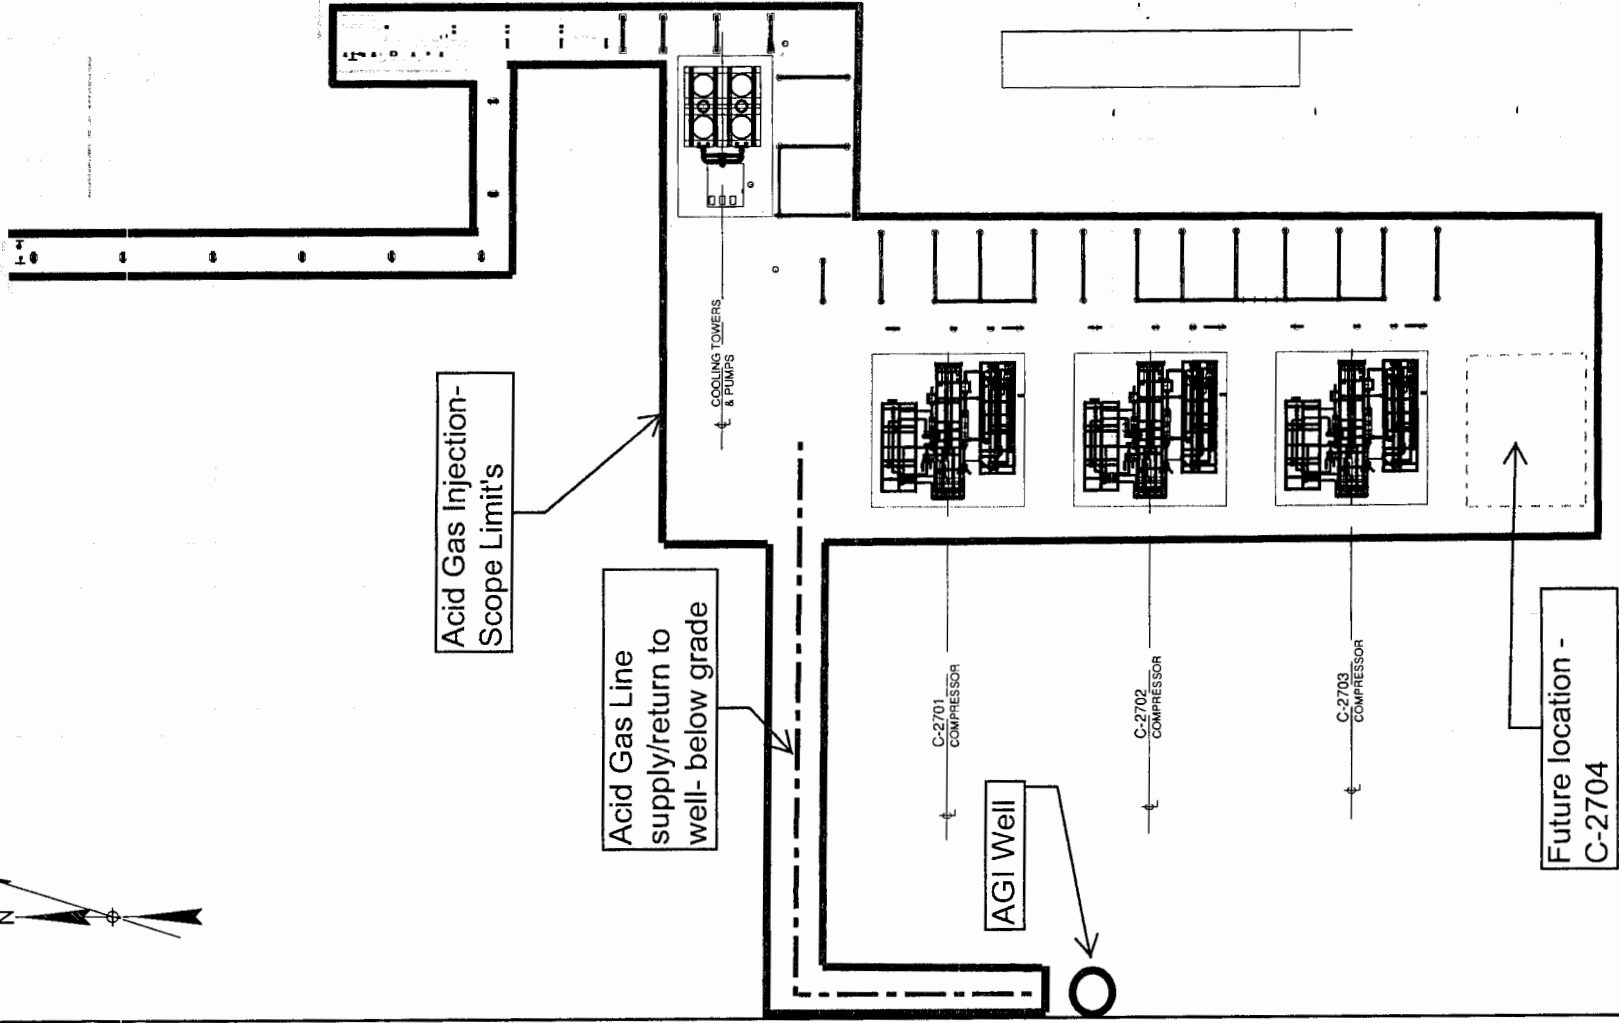 N
Acid Gas Injection-
Scope Limit's
COOLING TOWERS
& PUMPS
Acid Gas Line
supply/return to
well- below grade
C-2701
COMPRESSOR
C-2702
COMPRESSOR
C-2703
COMPRESSOR
AGI Well
Future location -
C-2704